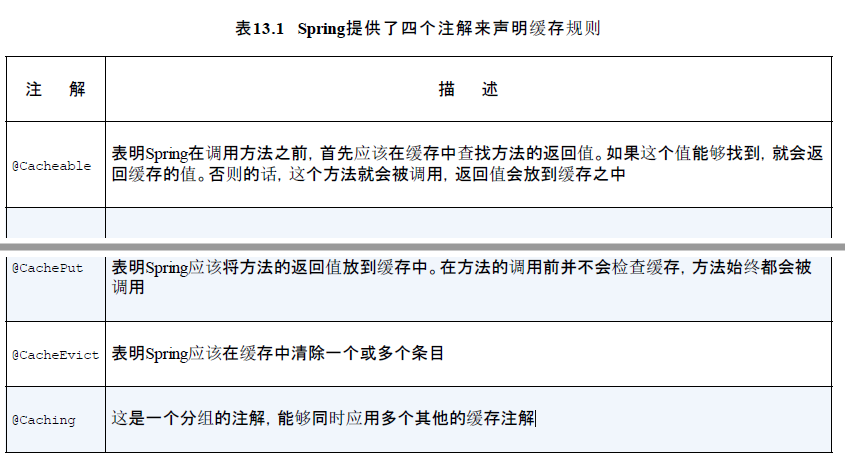 表13.1 Spring提供了四个注解来声明缓存规则
注 解 描 述
@Cacheable 表明Spring在调用方法之前，首先应该在缓存中查找方法的返回值。如果这个值能够找到，就会返
回缓存的值。否则的话，这个方法就会被调用，返回值会放到缓存之中
@CachePut 表明Spring应该将方法的返回值放到缓存中。在方法的调用前并不会检查缓存，方法始终都会被
调用
@CacheEvict 表明Spring应该在缓存中清除一个或多个条目
@Caching 这是一个分组的注解，能够同时应用多个其他的缓存注解